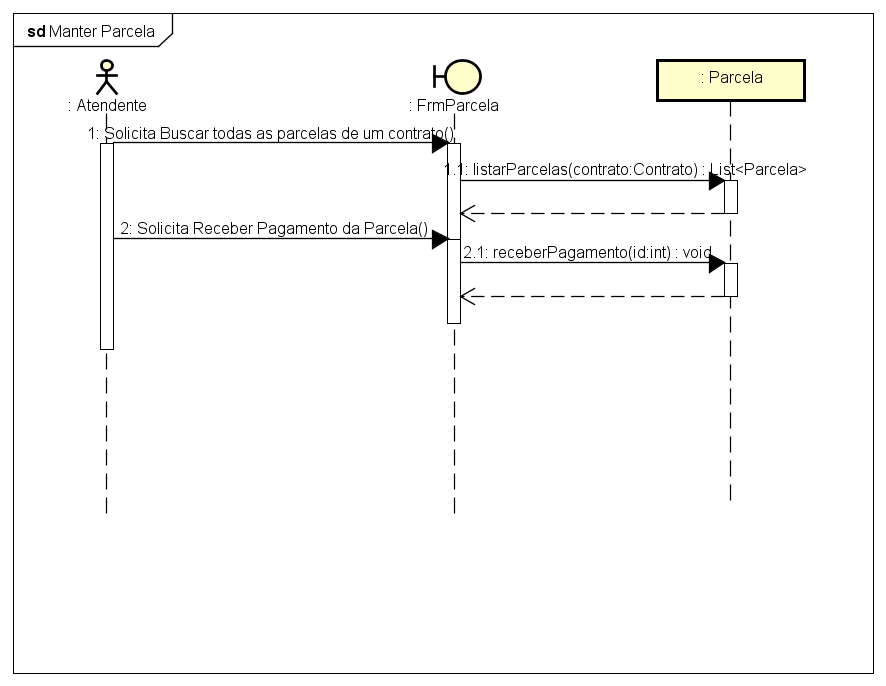 sd Manter Parcela
: Atendente
: FrmParcela
: Parcela
1: Solicita Buscar todas as parcelas de um contrato()
1.1: listarParcelas(contrato:Contrato) : List<Parcela>
2: Solicita Receber Pagamento da Parcela()
2.1: receberPagamento(id:int) : void